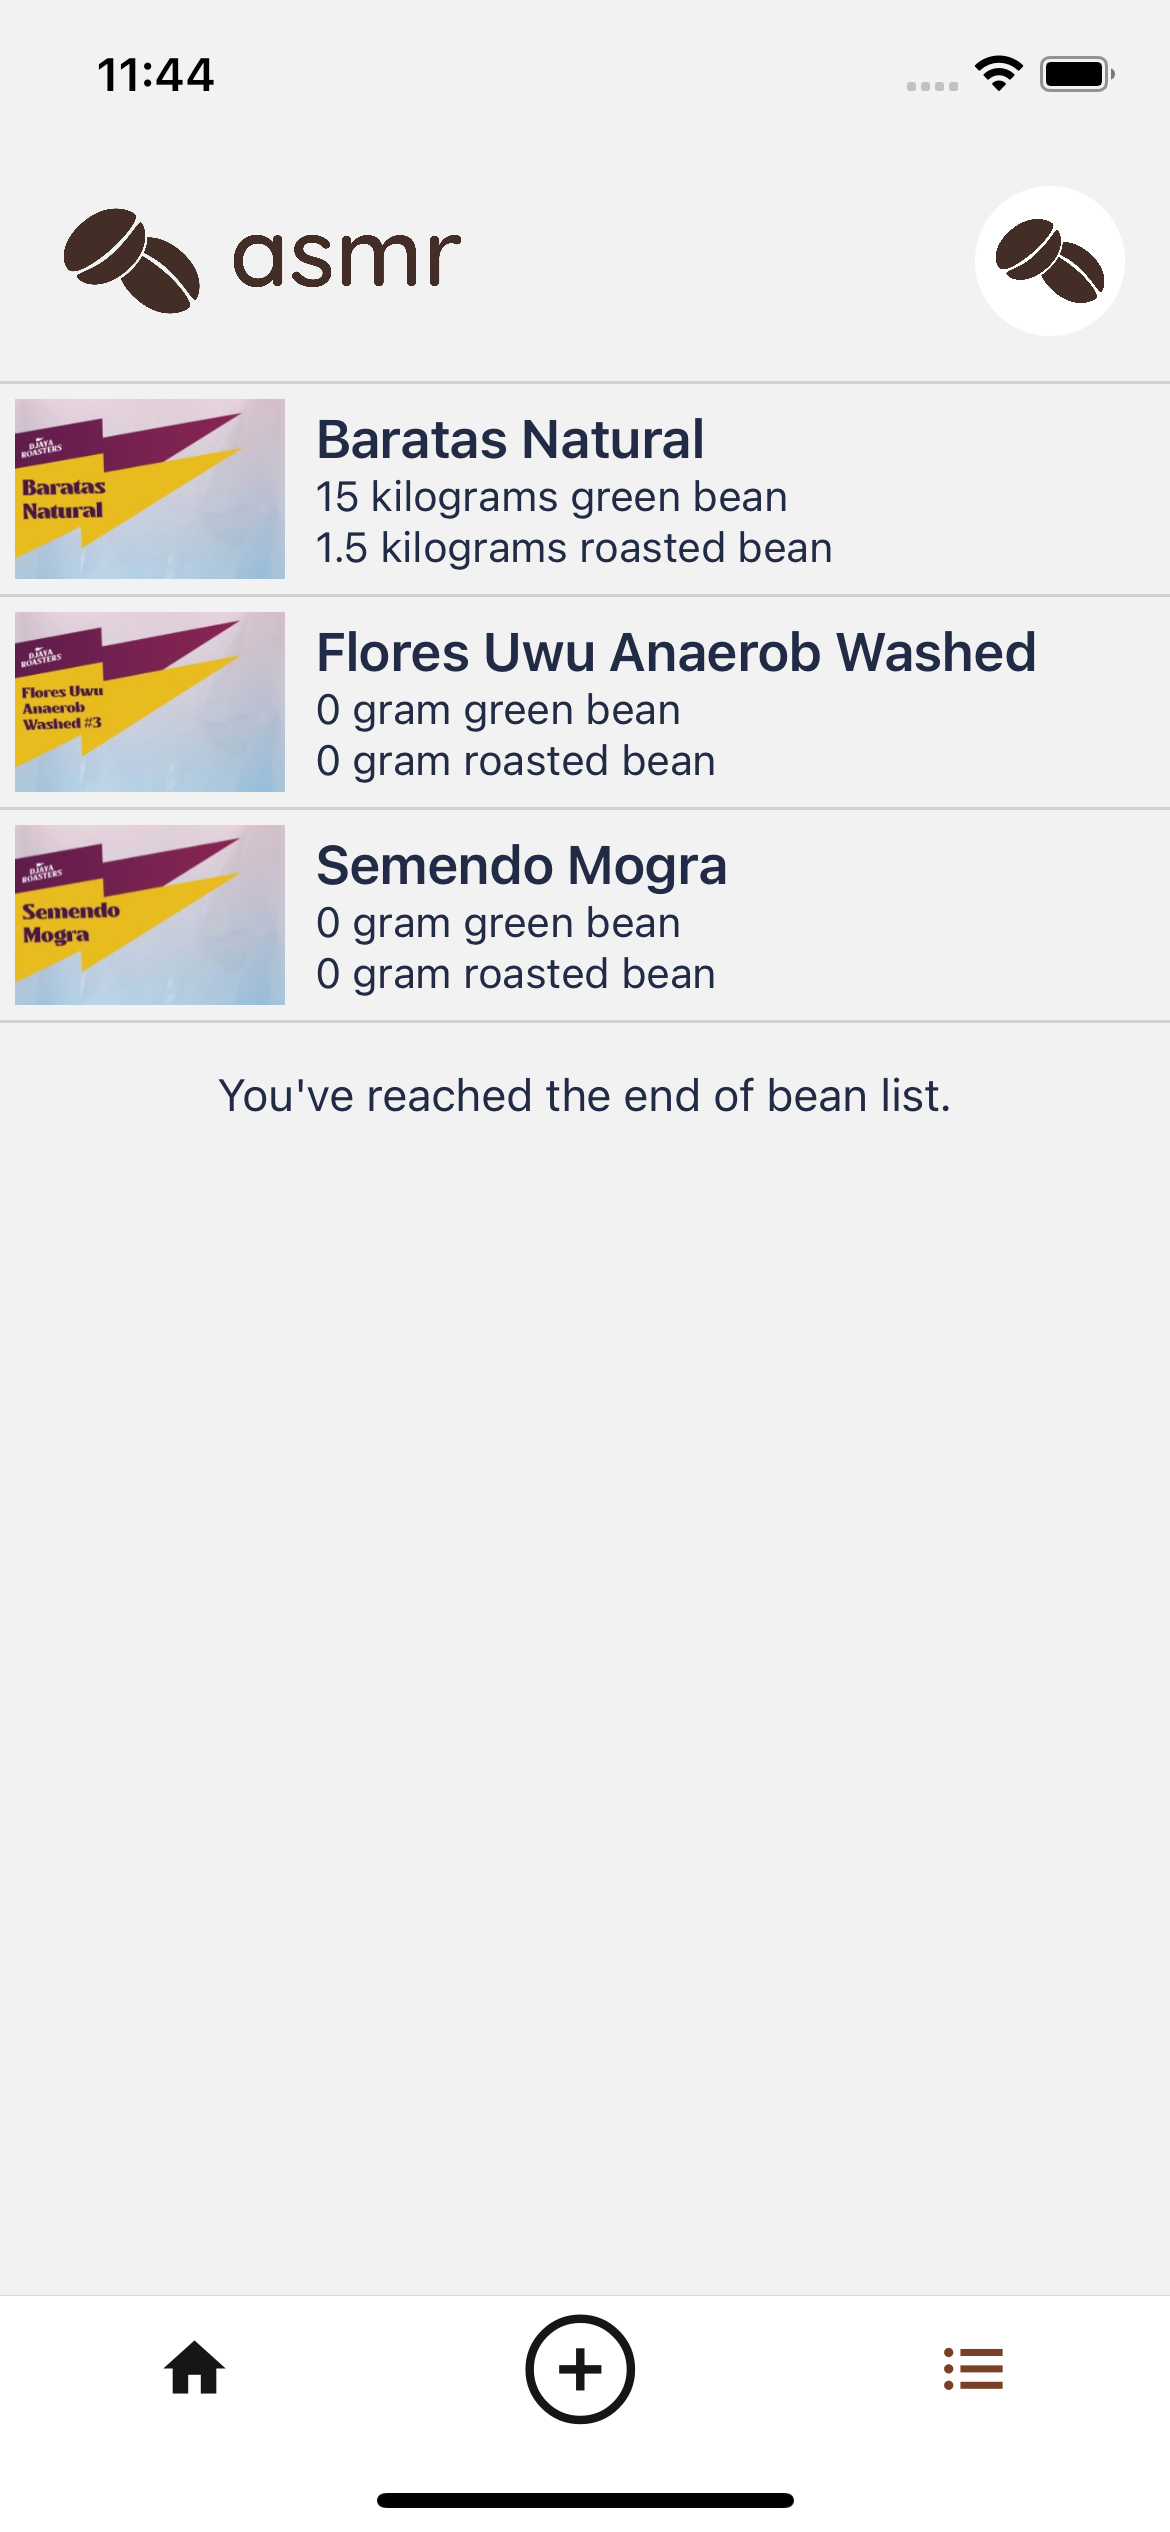 11:44
asmr
DJAYA
ROASTERS
Baratas
Natural
Baratas Natural
15 kilograms green bean
1.5 kilograms roasted bean
DJAYA
ROASTERS
Flores Uwu
Anaerob
Washed #3
Flores Uwu Anaerob Washed
0 gram green bean
0 gram roasted bean
DJAYA
ROASTERS
Semendo
Mogra
Semendo Mogra
0 gram green bean
0 gram roasted bean
You've reached the end of bean list.